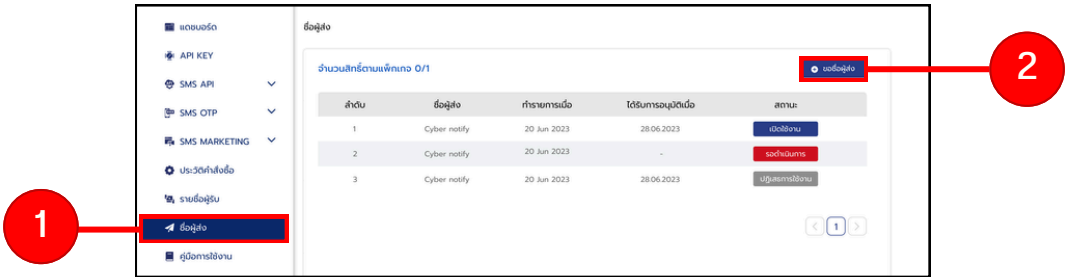 แดชบอร์ด
API KEY
SMS API
SMS OTP
SMS MARKETING
ประวัติคำสั่งซื้อ
รายชื่อผู้รับ
ชื่อผู้ส่ง
คู่มือการใช้งาน
1
ชื่อผู้ส่ง
จำนวนสิทธิ์ตามแพ็กเกจ 0/1
ขอชื่อผู้ส่ง
2
ลำดับ ชื่อผู้ส่ง ทำรายการเมื่อ ได้รับการอนุมัติเมื่อ สถานะ
1 Cyber notify 20 Jun 2023 28.06.2023 เปิดใช้งาน
2 Cyber notify 20 Jun 2023 - รอดำเนินการ
3 Cyber notify 20 Jun 2023 28.06.2023 ปฏิเสธการใช้งาน
< 1 >